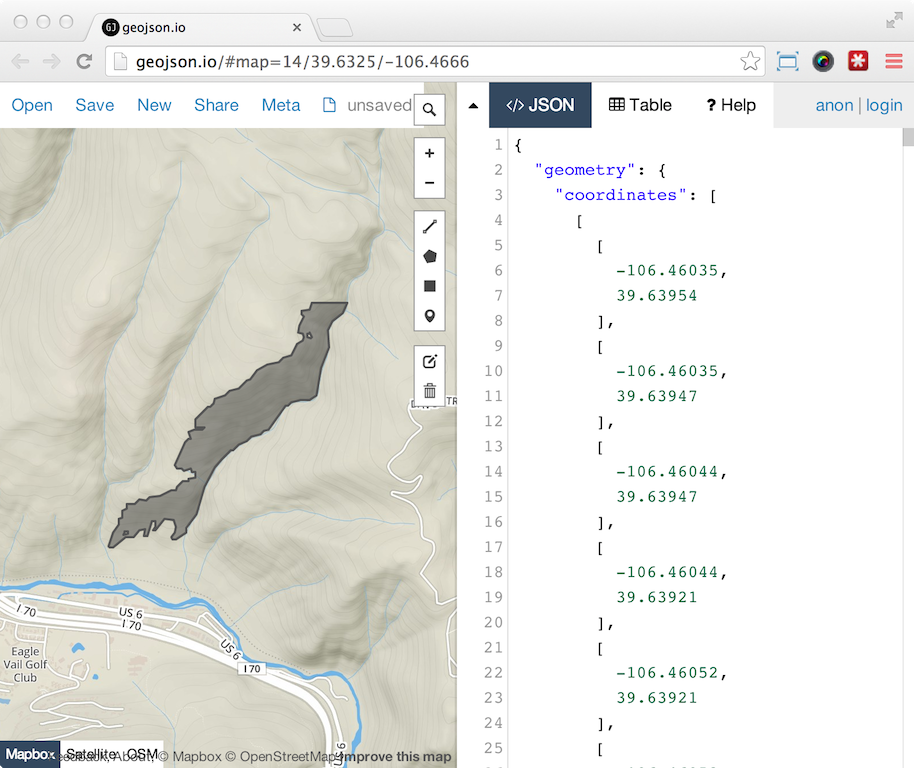 geojson.io
geojson.io/#map=14/39.6325/-106.4666
Open Save New Share Meta unsaved
</> JSON Table ? Help anon | login
+
−
I 70
US 6
I 70
US 6
I 70
Eagle
Vail Golf
Club
Mapbox Satellite OSM
Feedback, About, © Mapbox © OpenStreetMap Improve this map
1 {
2 "geometry": {
3 "coordinates": [
4 [
5 [
6 -106.46035,
7 39.63954
8 ],
9 [
10 -106.46035,
11 39.63947
12 ],
13 [
14 -106.46044,
15 39.63947
16 ],
17 [
18 -106.46044,
19 39.63921
20 ],
21 [
22 -106.46052,
23 39.63921
24 ],
25 [